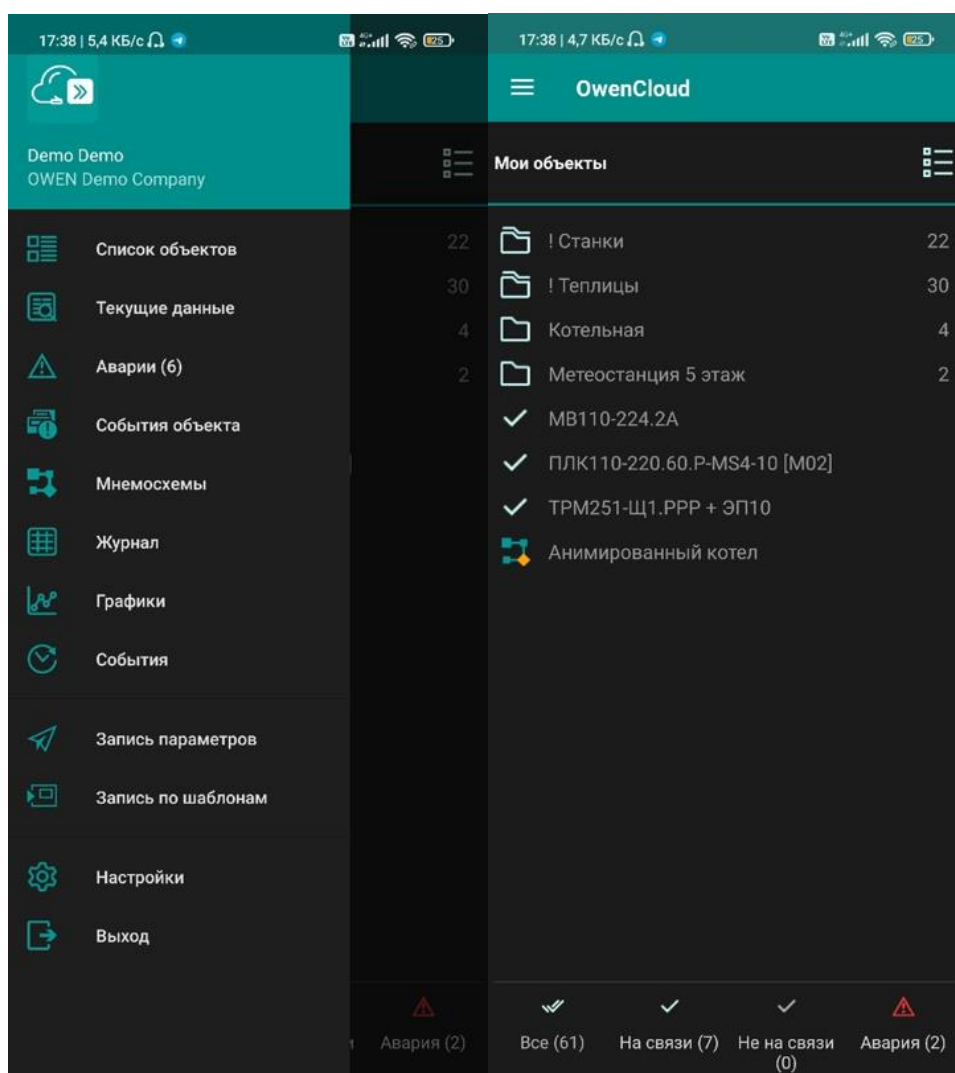 17:38 | 5,4 КБ/с
25
Demo Demo
OWEN Demo Company
Список объектов
22
Текущие данные
30
4
Аварии (6)
2
События объекта
Мнемосхемы
Журнал
Графики
События
Запись параметров
Запись по шаблонам
Настройки
Выход
и
Авария (2)
17:38 | 4,7 КБ/с
25
OwenCloud
Мои объекты
! Станки 22
! Теплицы 30
Котельная 4
Метеостанция 5 этаж 2
МВ110-224.2А
ПЛК110-220.60.Р-MS4-10 [M02]
ТРМ251-Щ1.РРР + ЭП10
Анимированный котел
Все (61) На связи (7) Не на связи Авария (2)
(0)